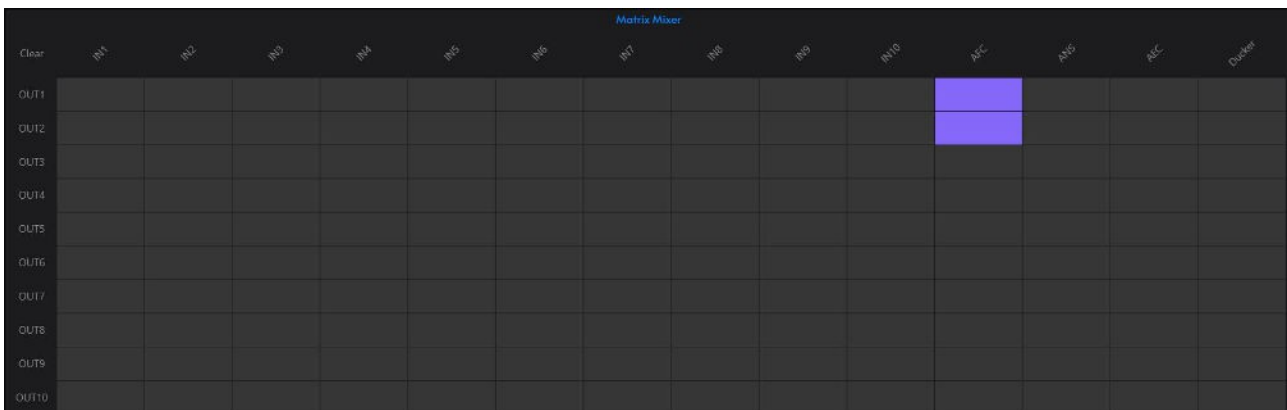 Matrix Mixer
Clear IN1 IN2 IN3 IN4 IN5 IN6 IN7 IN8 IN9 IN10 AFC ANS AEC Ducker
OUT1
OUT2
OUT3
OUT4
OUT5
OUT6
OUT7
OUT8
OUT9
OUT10